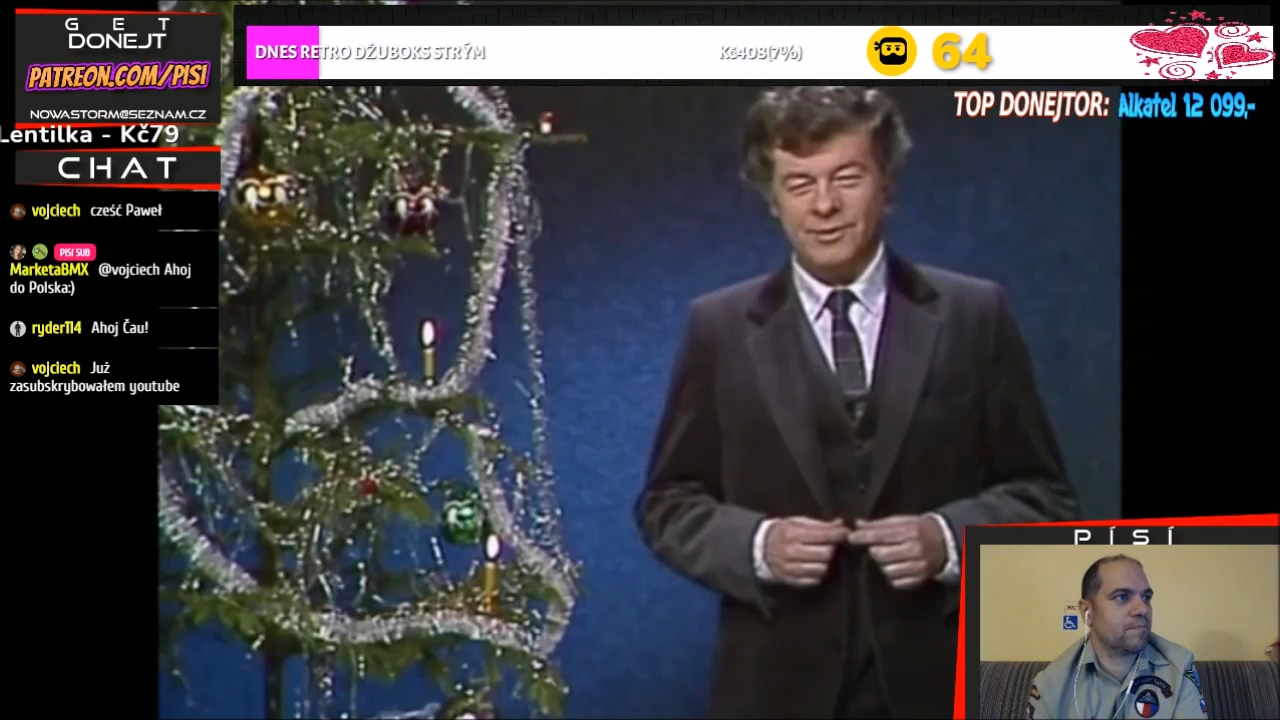 GET
DONEJT
PATREON.COM/PISI
NOWASTORM@SEZNAM.CZ
Lentilka - Kč79
CHAT
vojciech cześć Paweł
PISI SUB
MarketaBMX @vojciech Ahoj
do Polska:)
ryder114 Ahoj Čau!
vojciech Już
zasubskrybowałem youtube
DNES RETRO DŽUBOKS STRÝM
Kč408(7%)
64
TOP DONEJTOR: Alkatel 12 099,-
PÍSÍ
WC